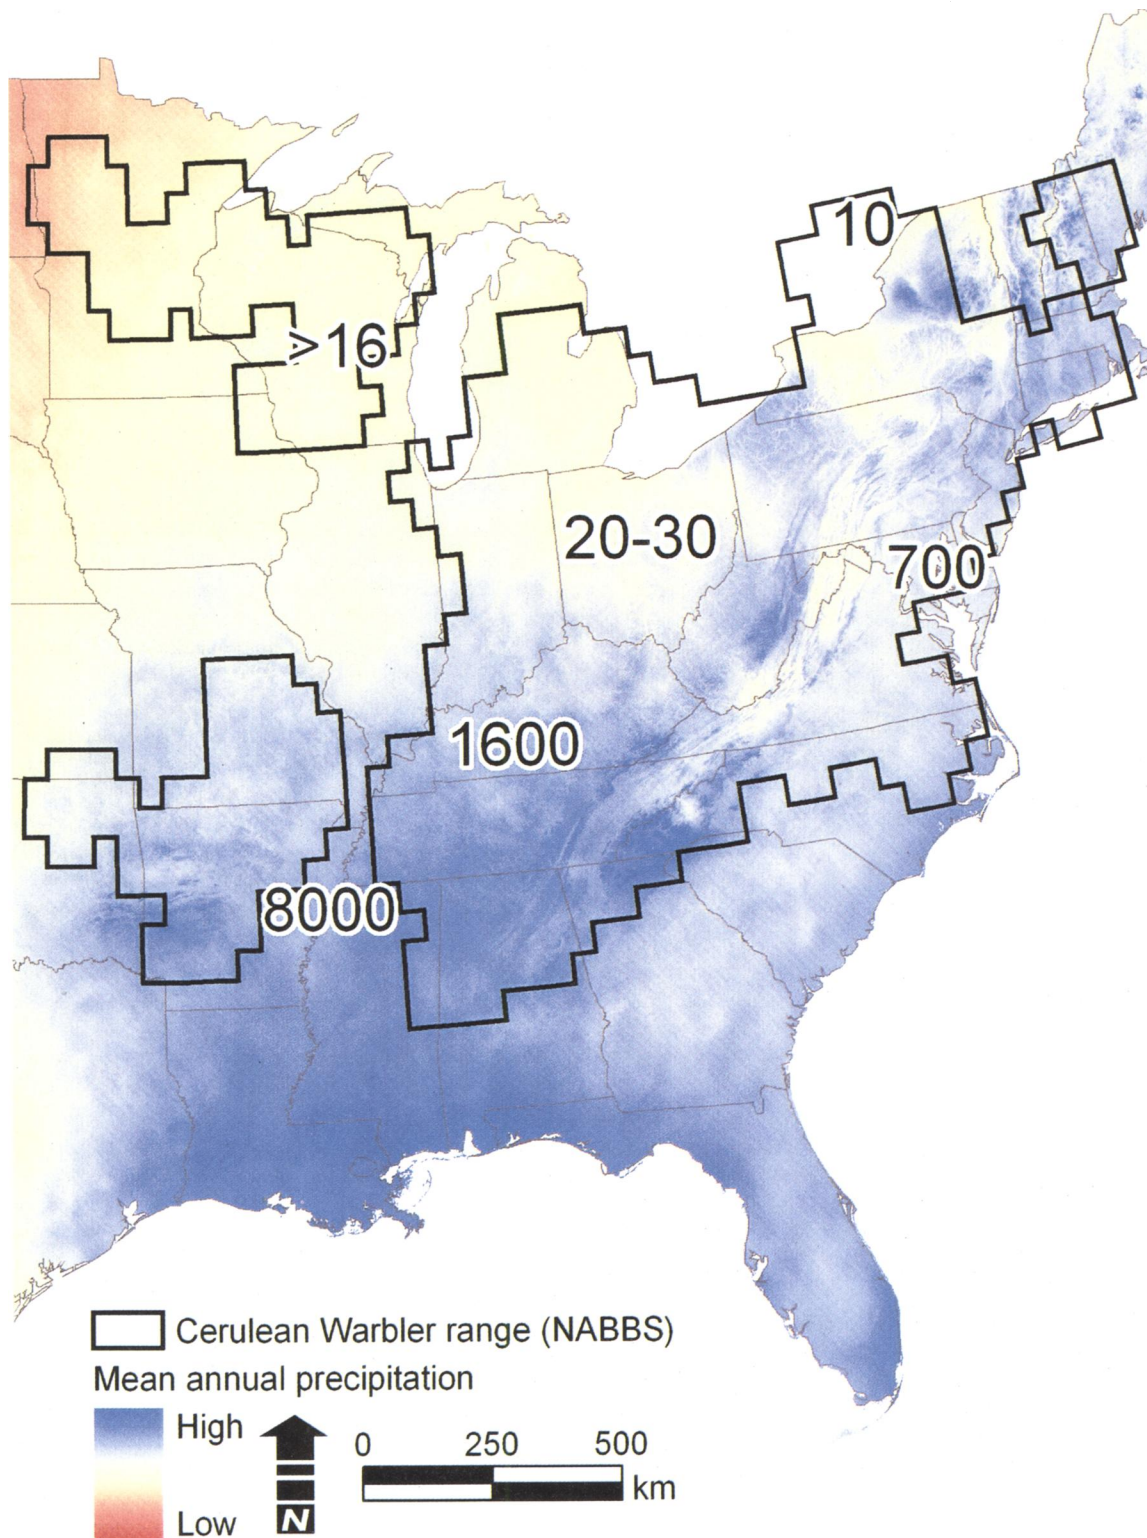 10
>16
20-30
700
1600
8000
Cerulean Warbler range (NABBS)
Mean annual precipitation
High
Low
N
0 250 500
km